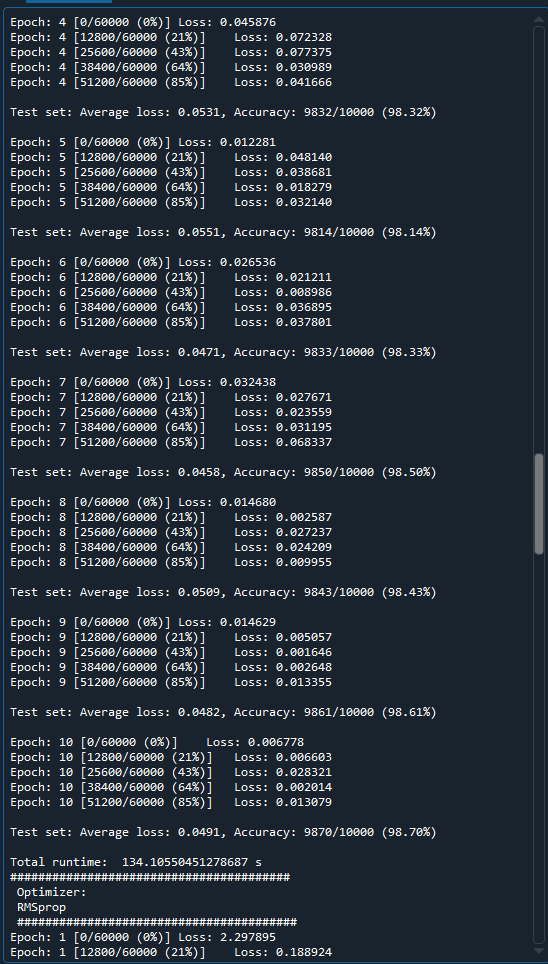 Epoch: 4 [0/60000 (0%)] Loss: 0.045876
Epoch: 4 [12800/60000 (21%)]    Loss: 0.072328
Epoch: 4 [25600/60000 (43%)]    Loss: 0.077375
Epoch: 4 [38400/60000 (64%)]    Loss: 0.030989
Epoch: 4 [51200/60000 (85%)]    Loss: 0.041666
Test set: Average loss: 0.0531, Accuracy: 9832/10000 (98.32%)
Epoch: 5 [0/60000 (0%)] Loss: 0.012281
Epoch: 5 [12800/60000 (21%)]    Loss: 0.048140
Epoch: 5 [25600/60000 (43%)]    Loss: 0.038681
Epoch: 5 [38400/60000 (64%)]    Loss: 0.018279
Epoch: 5 [51200/60000 (85%)]    Loss: 0.032140
Test set: Average loss: 0.0551, Accuracy: 9814/10000 (98.14%)
Epoch: 6 [0/60000 (0%)] Loss: 0.026536
Epoch: 6 [12800/60000 (21%)]    Loss: 0.021211
Epoch: 6 [25600/60000 (43%)]    Loss: 0.008986
Epoch: 6 [38400/60000 (64%)]    Loss: 0.036895
Epoch: 6 [51200/60000 (85%)]    Loss: 0.037801
Test set: Average loss: 0.0471, Accuracy: 9833/10000 (98.33%)
Epoch: 7 [0/60000 (0%)] Loss: 0.032438
Epoch: 7 [12800/60000 (21%)]    Loss: 0.027671
Epoch: 7 [25600/60000 (43%)]    Loss: 0.023559
Epoch: 7 [38400/60000 (64%)]    Loss: 0.031195
Epoch: 7 [51200/60000 (85%)]    Loss: 0.068337
Test set: Average loss: 0.0458, Accuracy: 9850/10000 (98.50%)
Epoch: 8 [0/60000 (0%)] Loss: 0.014680
Epoch: 8 [12800/60000 (21%)]    Loss: 0.002587
Epoch: 8 [25600/60000 (43%)]    Loss: 0.027237
Epoch: 8 [38400/60000 (64%)]    Loss: 0.024209
Epoch: 8 [51200/60000 (85%)]    Loss: 0.009955
Test set: Average loss: 0.0509, Accuracy: 9843/10000 (98.43%)
Epoch: 9 [0/60000 (0%)] Loss: 0.014629
Epoch: 9 [12800/60000 (21%)]    Loss: 0.005057
Epoch: 9 [25600/60000 (43%)]    Loss: 0.001646
Epoch: 9 [38400/60000 (64%)]    Loss: 0.002648
Epoch: 9 [51200/60000 (85%)]    Loss: 0.013355
Test set: Average loss: 0.0482, Accuracy: 9861/10000 (98.61%)
Epoch: 10 [0/60000 (0%)]    Loss: 0.006778
Epoch: 10 [12800/60000 (21%)]   Loss: 0.006603
Epoch: 10 [25600/60000 (43%)]   Loss: 0.028321
Epoch: 10 [38400/60000 (64%)]   Loss: 0.002014
Epoch: 10 [51200/60000 (85%)]   Loss: 0.013079
Test set: Average loss: 0.0491, Accuracy: 9870/10000 (98.70%)
Total runtime:  134.10550451278687 s
########################################
Optimizer:
RMSprop
########################################
Epoch: 1 [0/60000 (0%)] Loss: 2.297895
Epoch: 1 [12800/60000 (21%)]    Loss: 0.188924